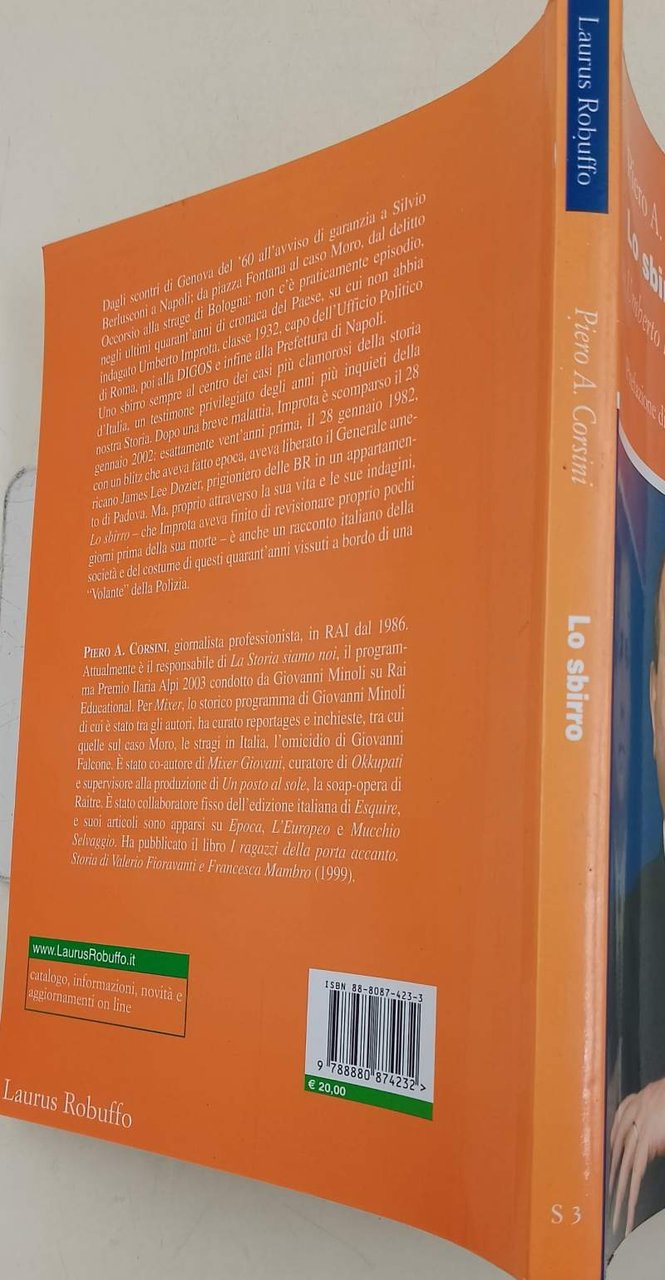 Dagli scontri di Genova del '60 all'avviso di garanzia a Silvio
Berlusconi a Napoli; da piazza Fontana al caso Moro, dal delitto
Occorsio alla strage di Bologna: non c'è praticamente episodio,
negli ultimi quarant'anni di cronaca del Paese, su cui non abbia
indagato Umberto Improta, classe 1932, capo dell'Ufficio Politico
di Roma, poi alla DIGOS e infine alla Prefettura di Napoli.
Uno sbirro sempre al centro dei casi più clamorosi della storia
d'Italia, un testimone privilegiato degli anni più inquieti della
nostra Storia. Dopo una breve malattia, Improta è scomparso il 28
gennaio 2002: esattamente vent'anni prima, il 28 gennaio 1982,
con un blitz che aveva fatto epoca, aveva liberato il Generale ame-
ricano James Lee Dozier, prigioniero delle BR in un appartamen-
to di Padova. Ma, proprio attraverso la sua vita e le sue indagini,
Lo sbirro – che Improta aveva finito di revisionare proprio pochi
giorni prima della sua morte – è anche un racconto italiano della
società e del costume di questi quarant'anni vissuti a bordo di una
“Volante” della Polizia.
PIERO A. CORSINI, giornalista professionista, in RAI dal 1986.
Attualmente è il responsabile di La Storia siamo noi, il program-
ma Premio Ilaria Alpi 2003 condotto da Giovanni Minoli su Rai
Educational. Per Mixer, lo storico programma di Giovanni Minoli
di cui è stato tra gli autori, ha curato reportages e inchieste, tra cui
quelle sul caso Moro, le stragi in Italia, l'omicidio di Giovanni
Falcone. È stato co-autore di Mixer Giovani, curatore di Okkupati
e supervisore alla produzione di Un posto al sole, la soap-opera di
Raitre. È stato collaboratore fisso dell'edizione italiana di Esquire,
e suoi articoli sono apparsi su Epoca, L'Europeo e Mucchio
Selvaggio. Ha pubblicato il libro I ragazzi della porta accanto.
Storia di Valerio Fioravanti e Francesca Mambro (1999).
www.LaurusRobuffo.it
catalogo, informazioni, novità e
aggiornamenti on line
Laurus Robuffo
ISBN 88-8087-423-3
9 788880 874232 >
€ 20,00
Laurus Robuffo
Piero A. Corsini
Lo sbirro
S 3
Piero A.
Lo sbi